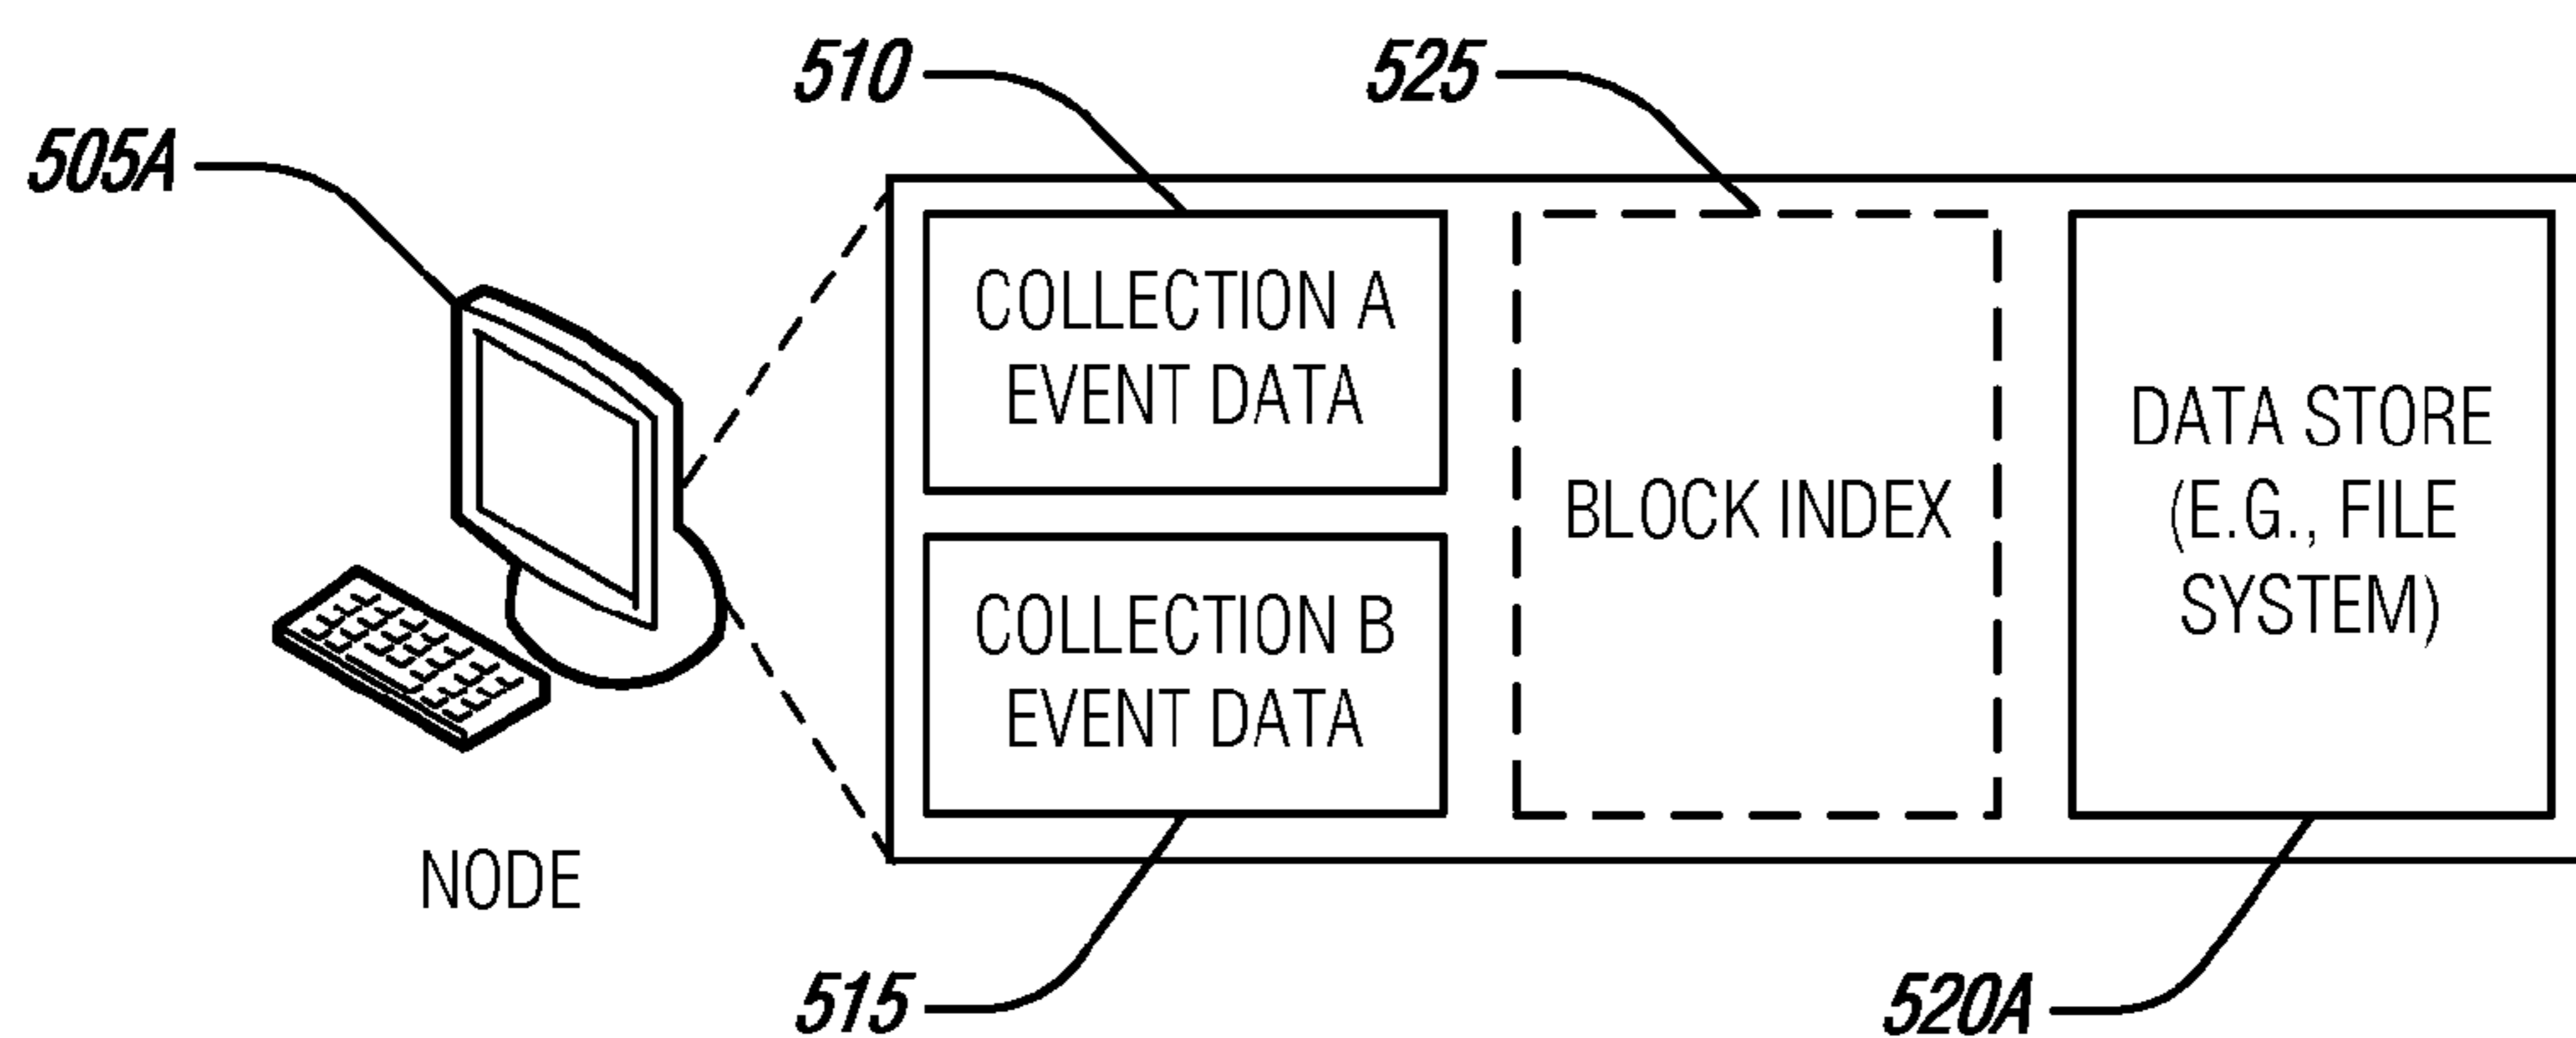 510
525
505A
COLLECTION A
EVENT DATA
BLOCK INDEX
DATA STORE
(E.G., FILE
SYSTEM)
COLLECTION B
EVENT DATA
NODE
515
520A